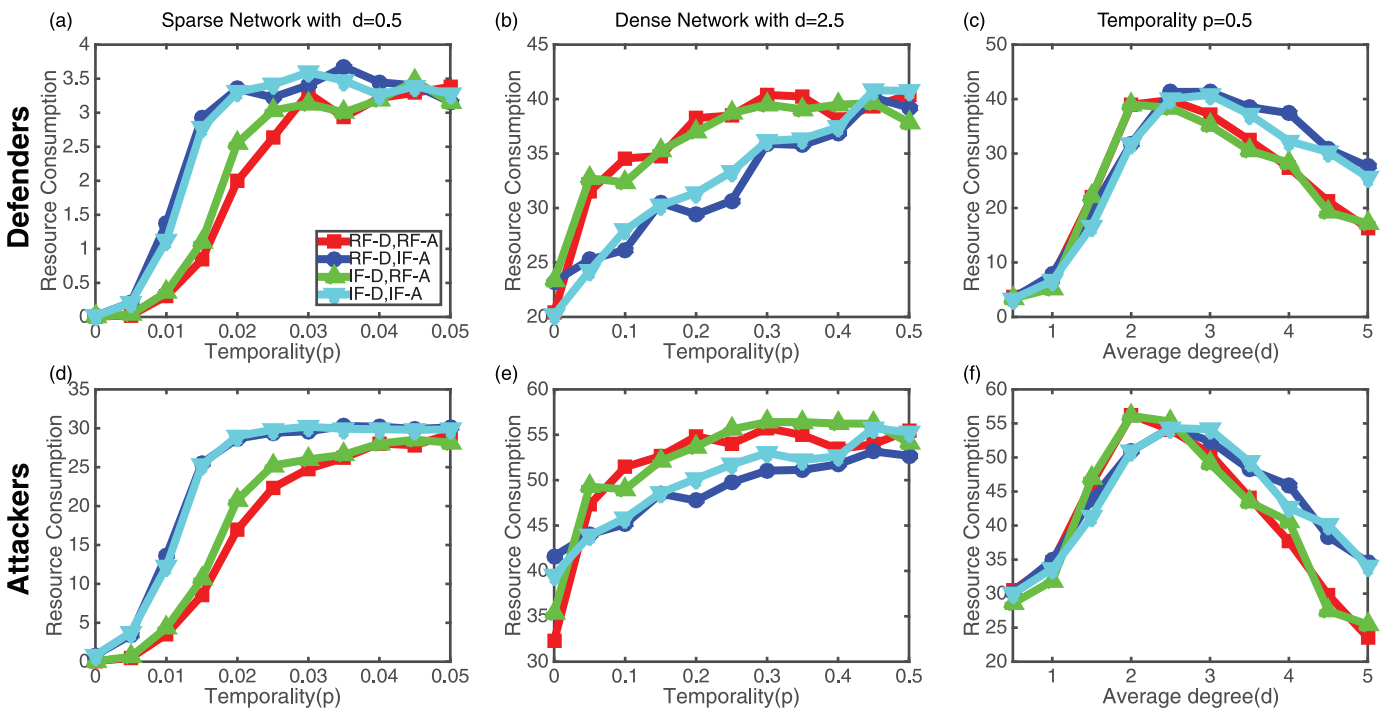 (a) Sparse Network with d=0.5
(b) Dense Network with d=2.5
(c) Temporality p=0.5
Defenders
Resource Consumption
4
3.5
3
2.5
2
1.5
1
0.5
0
0 0.01 0.02 0.03 0.04 0.05
Temporality(p)
RF-D,RF-A
RF-D,IF-A
IF-D,RF-A
IF-D,IF-A
Resource Consumption
45
40
35
30
25
20
0 0.1 0.2 0.3 0.4 0.5
Temporality(p)
Resource Consumption
50
40
30
20
10
0
1 2 3 4 5
Average degree(d)
Attackers
(d)
Resource Consumption
35
30
25
20
15
10
5
0
0 0.01 0.02 0.03 0.04 0.05
Temporality(p)
(e)
Resource Consumption
60
55
50
45
40
35
30
0 0.1 0.2 0.3 0.4 0.5
Temporality(p)
(f)
Resource Consumption
60
55
50
45
40
35
30
25
20
1 2 3 4 5
Average degree(d)